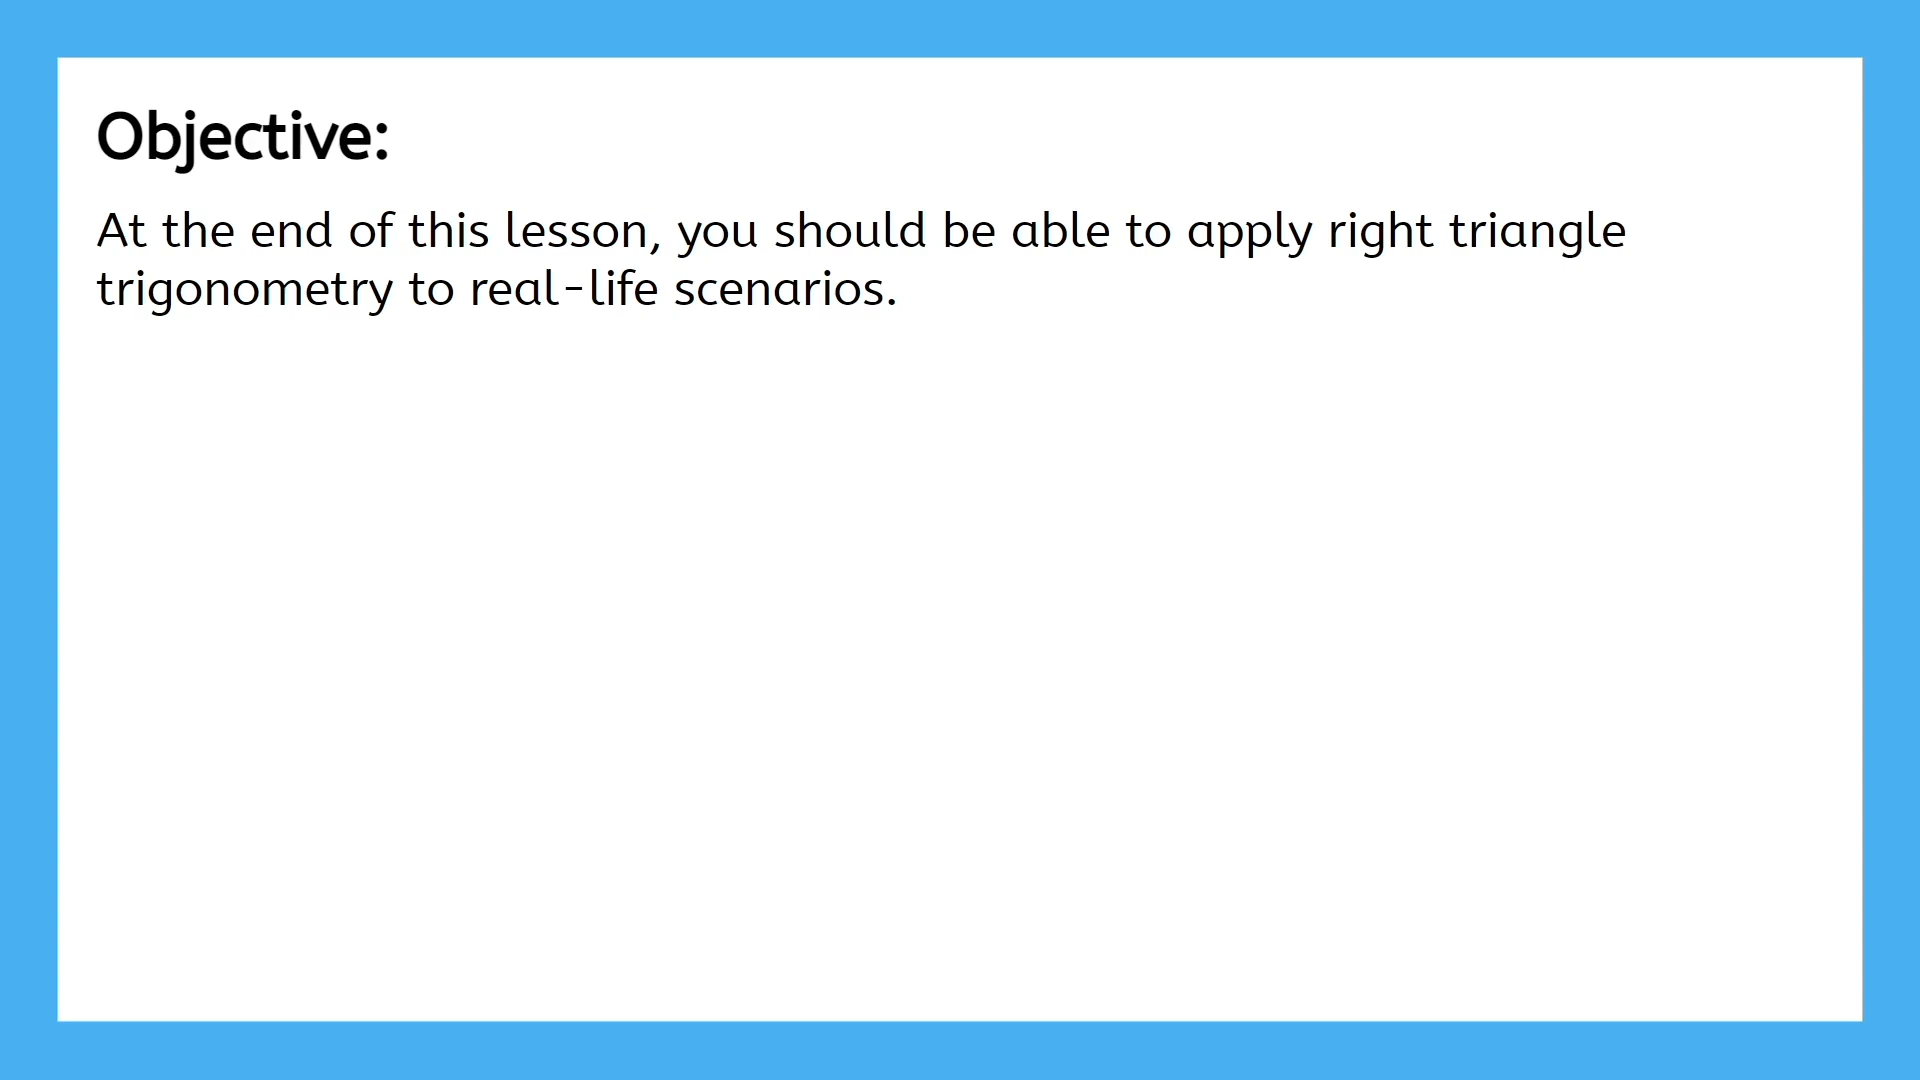 Objective:
At the end of this lesson, you should be able to apply right triangle
trigonometry to real-life scenarios.